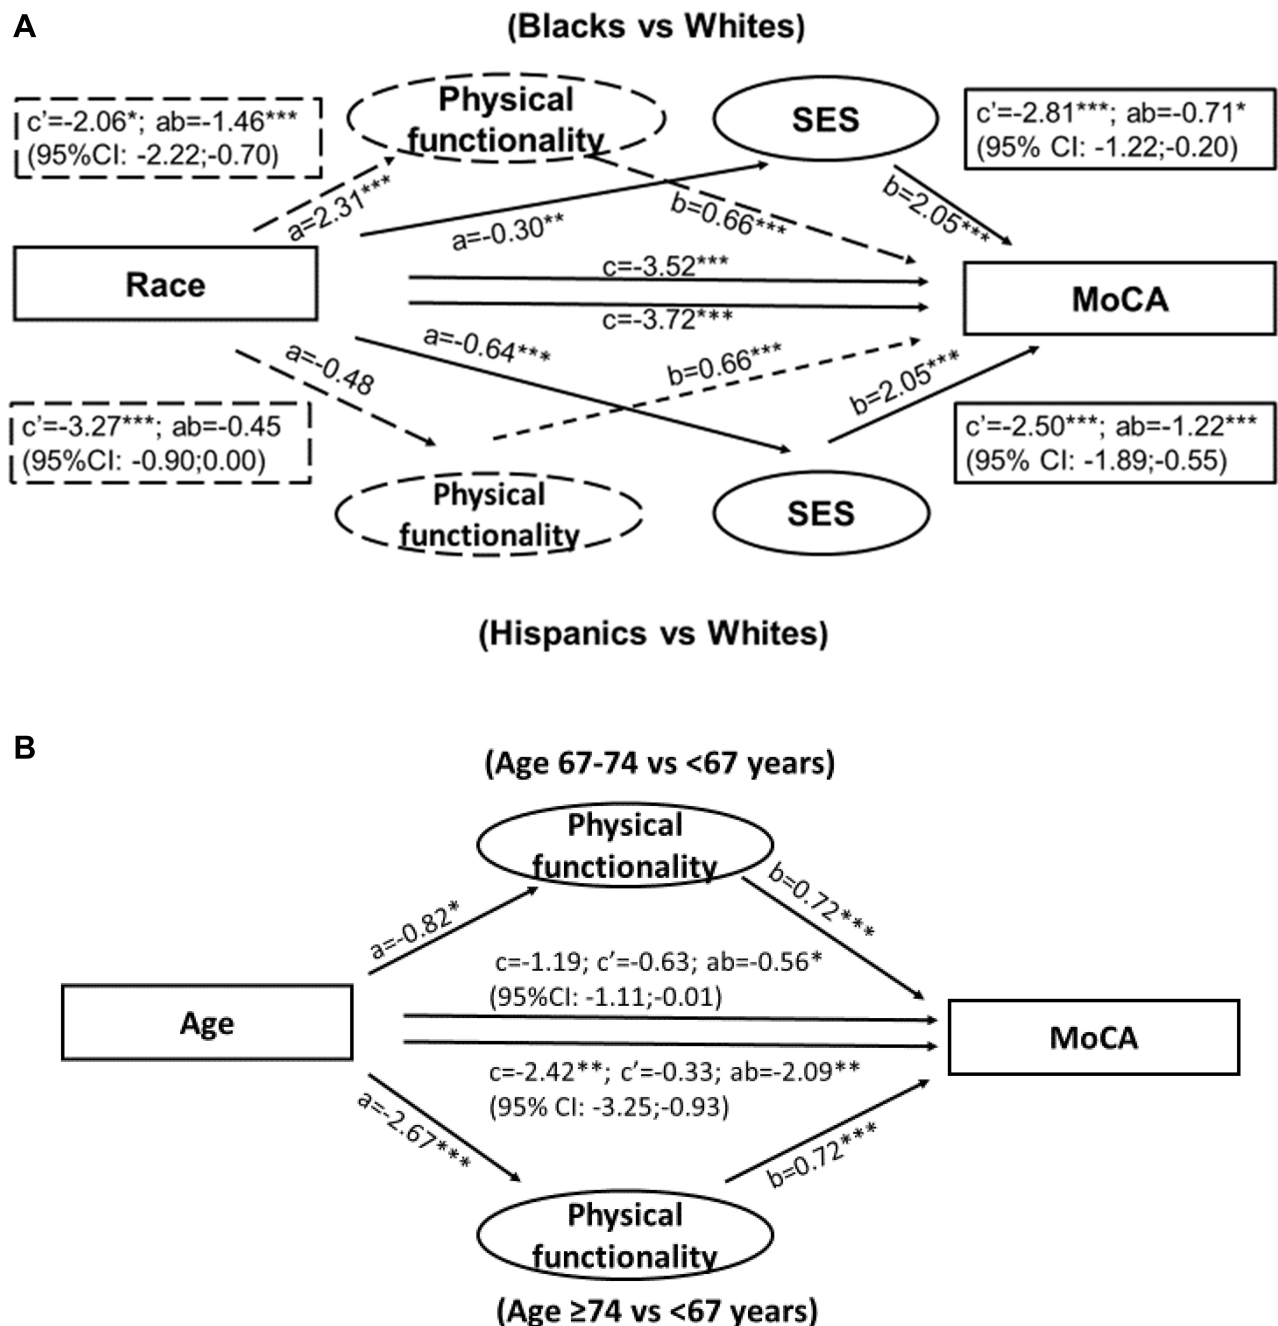 A
(Blacks vs Whites)
c’=-2.06*; ab=-1.46***
(95%CI: -2.22;-0.70)
Physical
functionality
SES
c’=-2.81***; ab=-0.71*
(95% CI: -1.22;-0.20)
a=2.31***
a=-0.30**
b=0.66***
b=2.05***
Race
c=-3.52***
c=-3.72***
MoCA
a=-0.48
a=-0.64***
b=0.66***
b=2.05***
c’=-3.27***; ab=-0.45
(95%CI: -0.90;0.00)
c’=-2.50***; ab=-1.22***
(95% CI: -1.89;-0.55)
Physical
functionality
SES
(Hispanics vs Whites)
B
(Age 67-74 vs <67 years)
Physical
functionality
a=-0.82*
b=0.72***
c=-1.19; c’=-0.63; ab=-0.56*
(95%CI: -1.11;-0.01)
Age
MoCA
c=-2.42**; c’=-0.33; ab=-2.09**
(95% CI: -3.25;-0.93)
a=-2.67***
b=0.72***
Physical
functionality
(Age ≥74 vs <67 years)